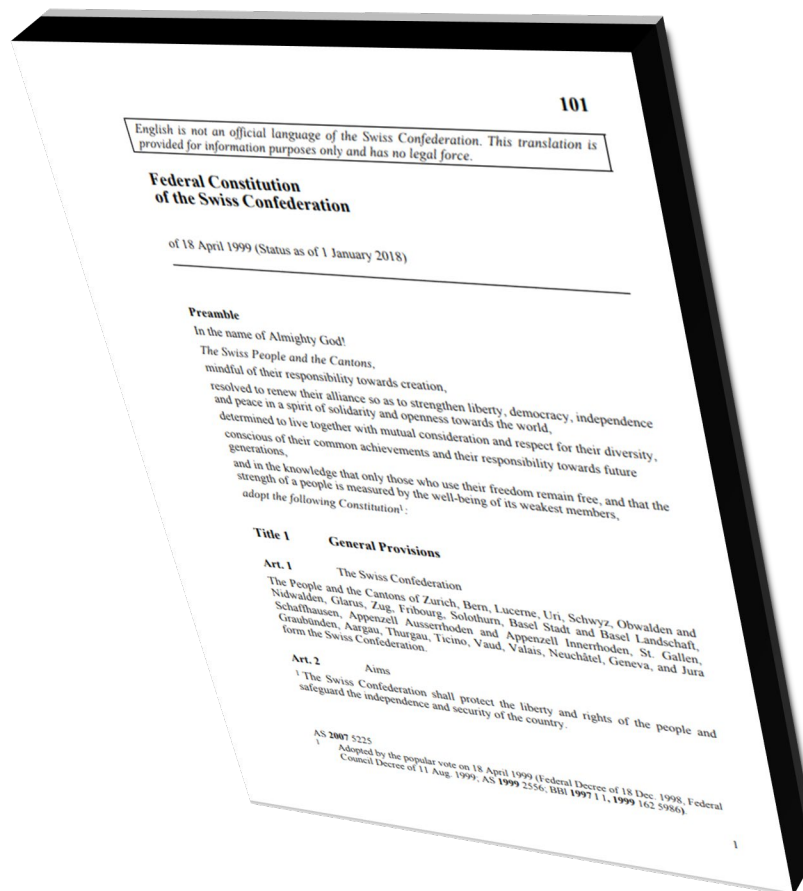 101
English is not an official language of the Swiss Confederation. This translation is
provided for information purposes only and has no legal force.
Federal Constitution
of the Swiss Confederation
of 18 April 1999 (Status as of 1 January 2018)
Preamble
In the name of Almighty God!
The Swiss People and the Cantons,
mindful of their responsibility towards creation,
resolved to renew their alliance so as to strengthen liberty, democracy, independence
and peace in a spirit of solidarity and openness towards the world,
determined to live together with mutual consideration and respect for their diversity,
conscious of their common achievements and their responsibility towards future
generations,
and in the knowledge that only those who use their freedom remain free, and that the
strength of a people is measured by the well-being of its weakest members,
adopt the following Constitution¹:
Title 1 General Provisions
Art. 1 The Swiss Confederation
The People and the Cantons of Zurich, Bern, Lucerne, Uri, Schwyz, Obwalden and
Nidwalden, Glarus, Zug, Fribourg, Solothurn, Basel Stadt and Basel Landschaft,
Schaffhausen, Appenzell Ausserrhoden and Appenzell Innerrhoden, St. Gallen,
Graubünden, Aargau, Thurgau, Ticino, Vaud, Valais, Neuchâtel, Geneva, and Jura
form the Swiss Confederation.
Art. 2 Aims
¹ The Swiss Confederation shall protect the liberty and rights of the people and
safeguard the independence and security of the country.
AS 2007 5225
1 Adopted by the popular vote on 18 April 1999 (Federal Decree of 18 Dec. 1998, Federal
Council Decree of 11 Aug. 1999; AS 1999 2556; BBl 1997 I 1, 1999 162 5986).
1